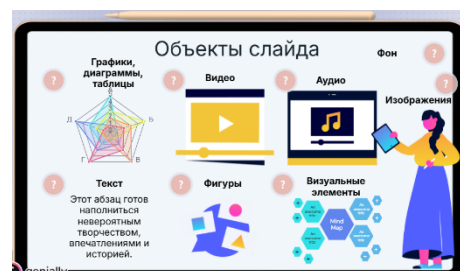 Объекты слайда
Фон
?
Графики,
диаграммы,
таблицы
?
Видео
?
Аудио
?
?
Изображения
Д
Ь
Г
В
?
Текст
Этот абзац готов
наполниться
невероятным
творчеством,
впечатлениями и
историей.
?
Фигуры
?
Визуальные
элементы
Mind
Map
genially